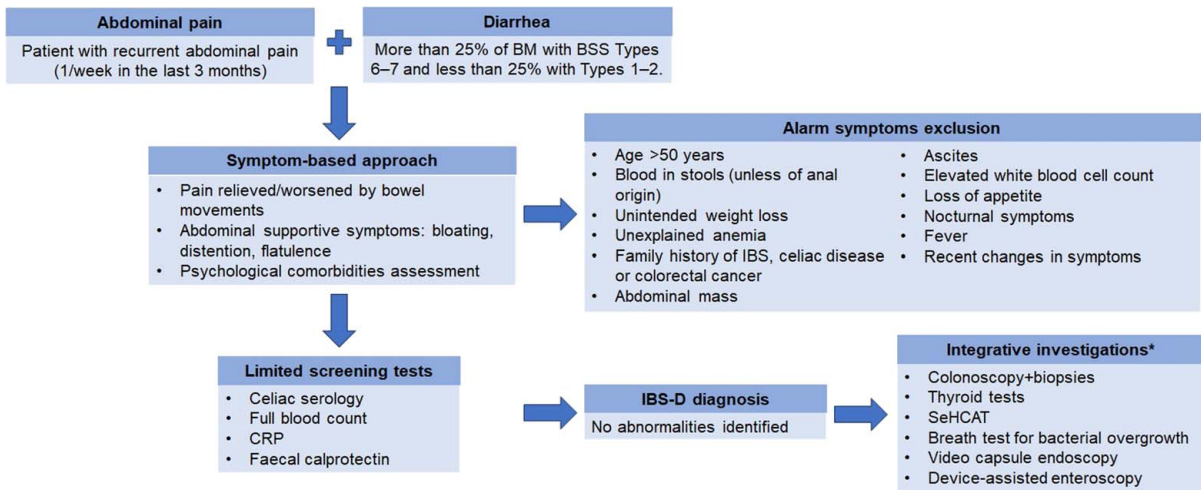 Abdominal pain
Patient with recurrent abdominal pain
(1/week in the last 3 months)
Diarrhea
More than 25% of BM with BSS Types
6–7 and less than 25% with Types 1–2.
Symptom-based approach
• Pain relieved/worsened by bowel
movements
• Abdominal supportive symptoms: bloating,
distention, flatulence
• Psychological comorbidities assessment
Alarm symptoms exclusion
• Age >50 years
• Blood in stools (unless of anal
origin)
• Unintended weight loss
• Unexplained anemia
• Family history of IBS, celiac disease
or colorectal cancer
• Abdominal mass
• Ascites
• Elevated white blood cell count
• Loss of appetite
• Nocturnal symptoms
• Fever
• Recent changes in symptoms
Limited screening tests
• Celiac serology
• Full blood count
• CRP
• Faecal calprotectin
IBS-D diagnosis
No abnormalities identified
Integrative investigations*
• Colonoscopy+biopsies
• Thyroid tests
• SeHCAT
• Breath test for bacterial overgrowth
• Video capsule endoscopy
• Device-assisted enteroscopy